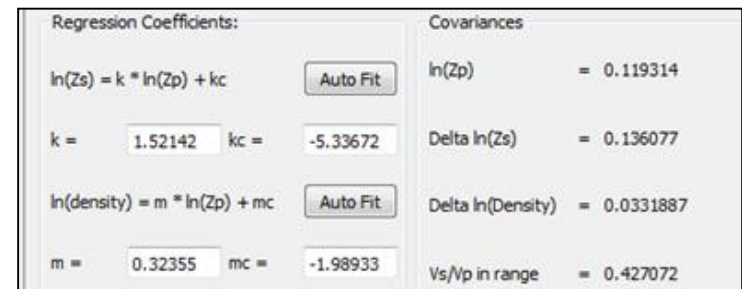 Regression Coefficients:
ln(Zs) = k * ln(Zp) + kc Auto Fit
k = 1.52142 kc = -5.33672
ln(density) = m * ln(Zp) + mc Auto Fit
m = 0.32355 mc = -1.98933
Covariances
ln(Zp) = 0.119314
Delta ln(Zs) = 0.136077
Delta ln(Density) = 0.0331887
Vs/Vp in range = 0.427072